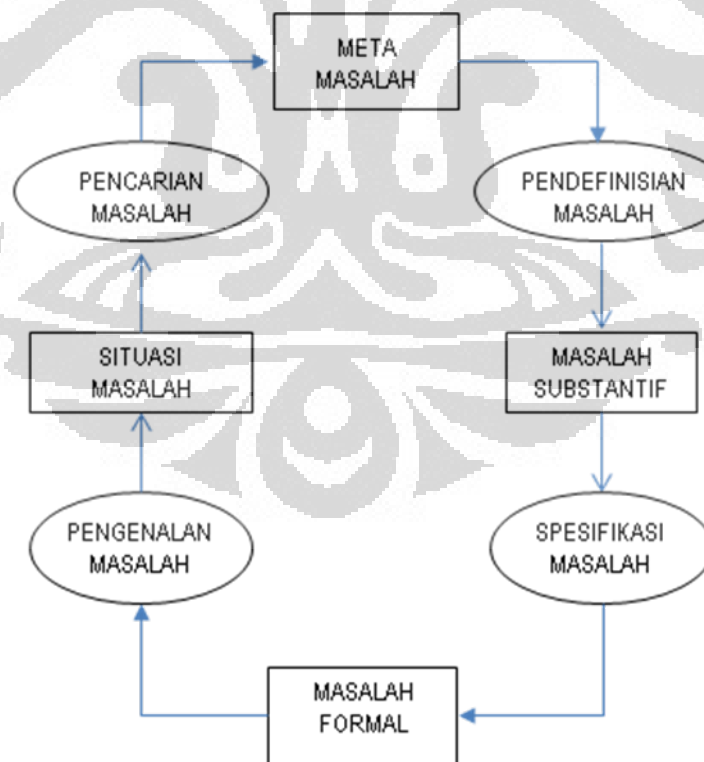 META
MASALAH
PENCARIAN
MASALAH
PENDEFINISIAN
MASALAH
SITUASI
MASALAH
MASALAH
SUBSTANTIF
PENGENALAN
MASALAH
SPESIFIKASI
MASALAH
MASALAH
FORMAL